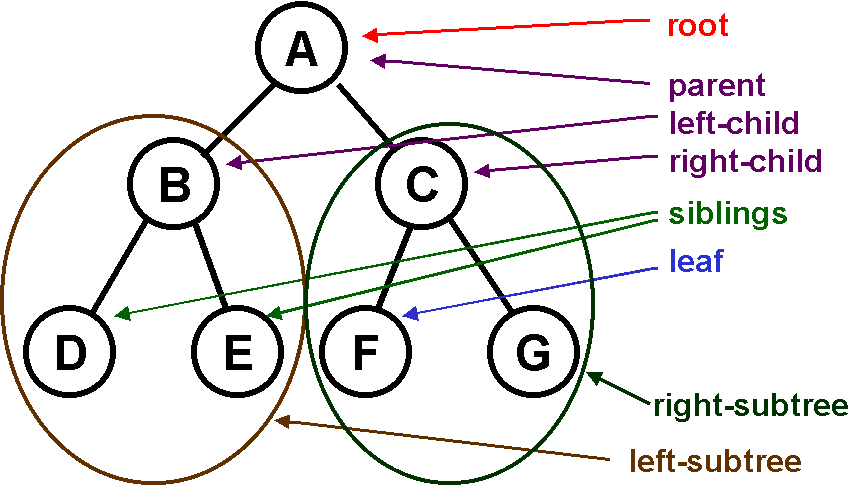 A
root
parent
left-child
B
C
right-child
siblings
leaf
D
E
F
G
right-subtree
left-subtree